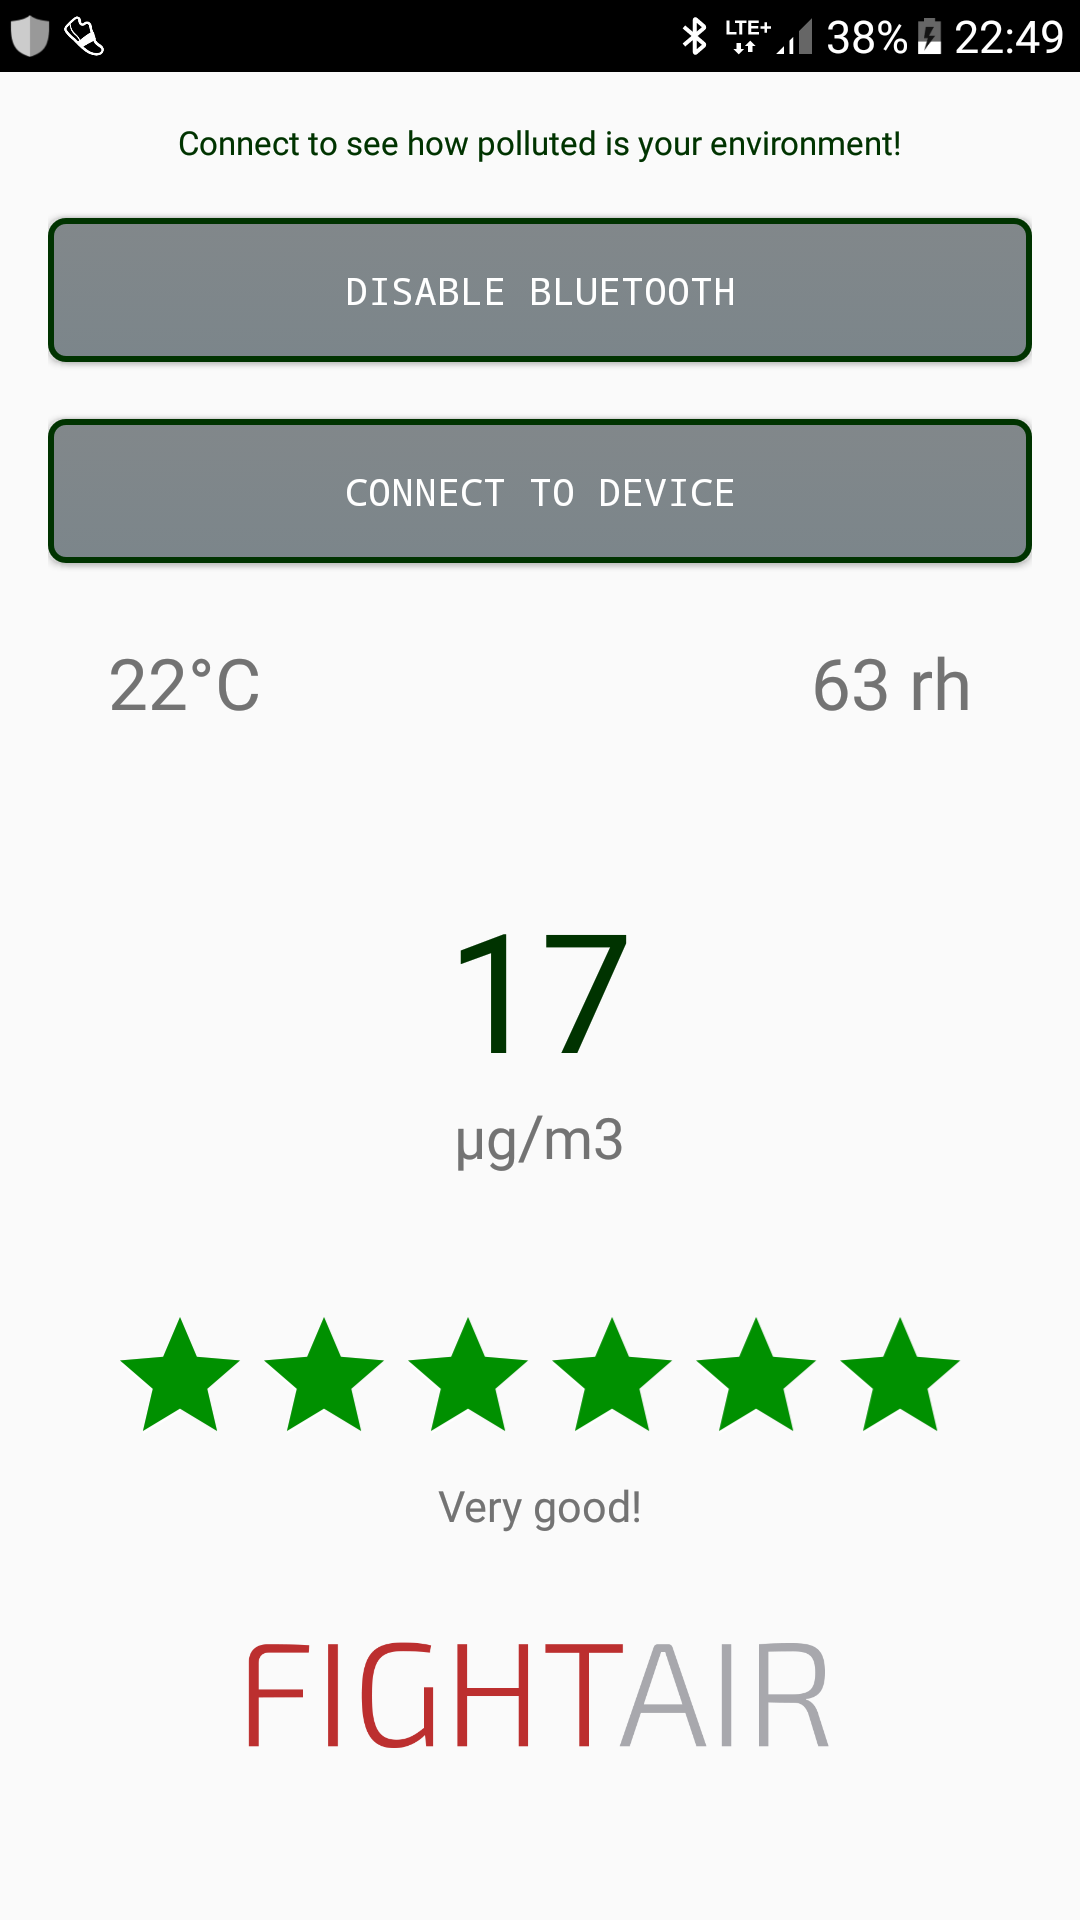 LTE+ 38% 22:49
Connect to see how polluted is your environment!
DISABLE BLUETOOTH
CONNECT TO DEVICE
22°C 63 rh
17
µg/m3
Very good!
FIGHTAIR